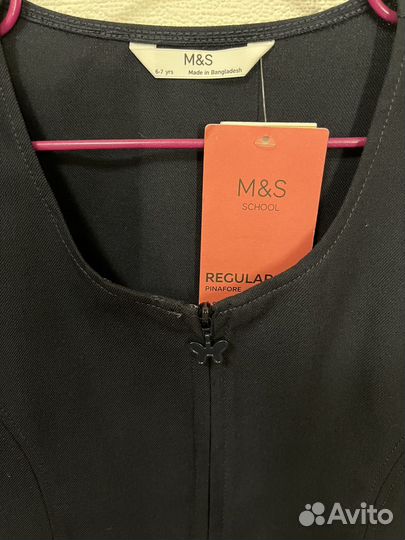 M&S
6-7 yrs Made in Bangladesh
M&S
SCHOOL
REGULAR
PINAFORE
Avito